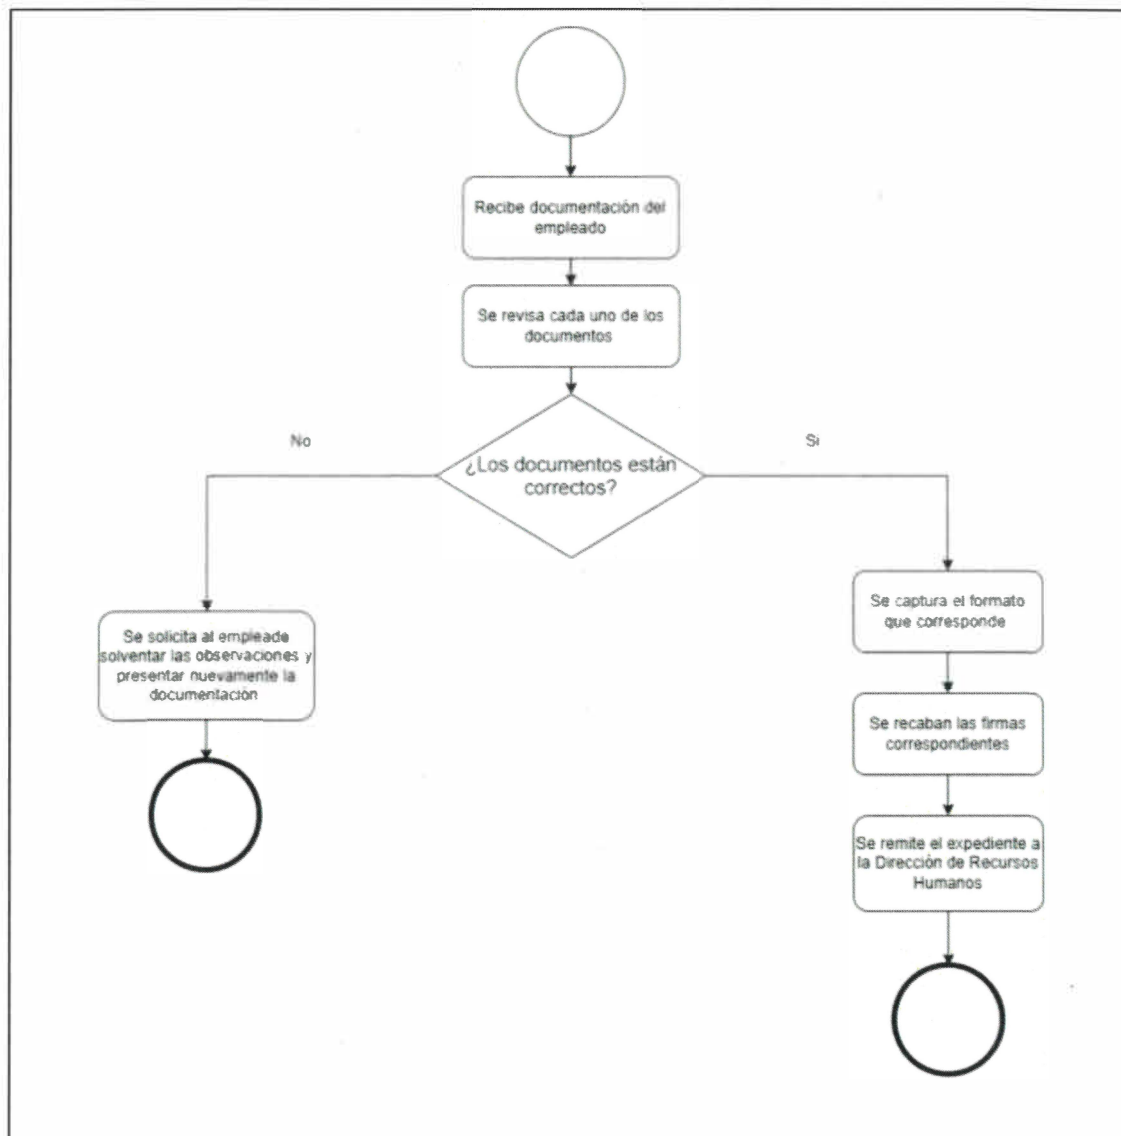 Recibe documentación del
empleado
Se revisa cada uno de los
documentos
No
Si
¿Los documentos están
correctos?
Se captura el formato
que corresponde
Se solicita al empleade
solventar las observaciones y
presentar nuevamente la
documentación
Se recaban las firmas
correspondientes
Se remite el expediente a
la Dirección de Recursos
Humanos